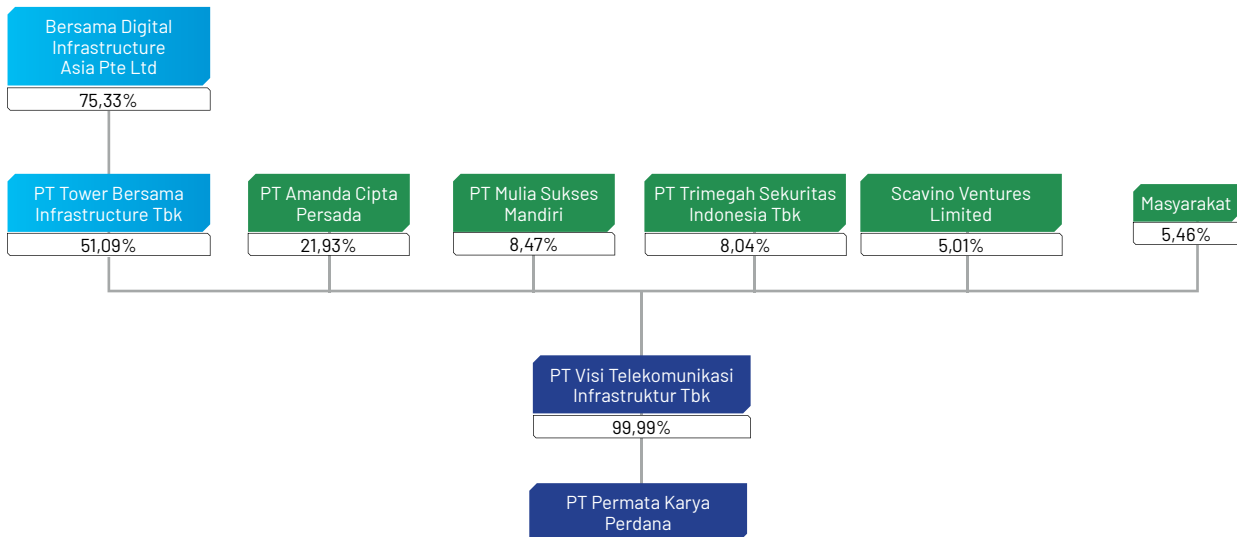 Bersama Digital
Infrastructure
Asia Pte Ltd
75,33%
PT Tower Bersama
Infrastructure Tbk
51,09%
PT Amanda Cipta
Persada
21,93%
PT Mulia Sukses
Mandiri
8,47%
PT Trimegah Sekuritas
Indonesia Tbk
8,04%
Scavino Ventures
Limited
5,01%
Masyarakat
5,46%
PT Visi Telekomunikasi
Infrastruktur Tbk
99,99%
PT Permata Karya
Perdana